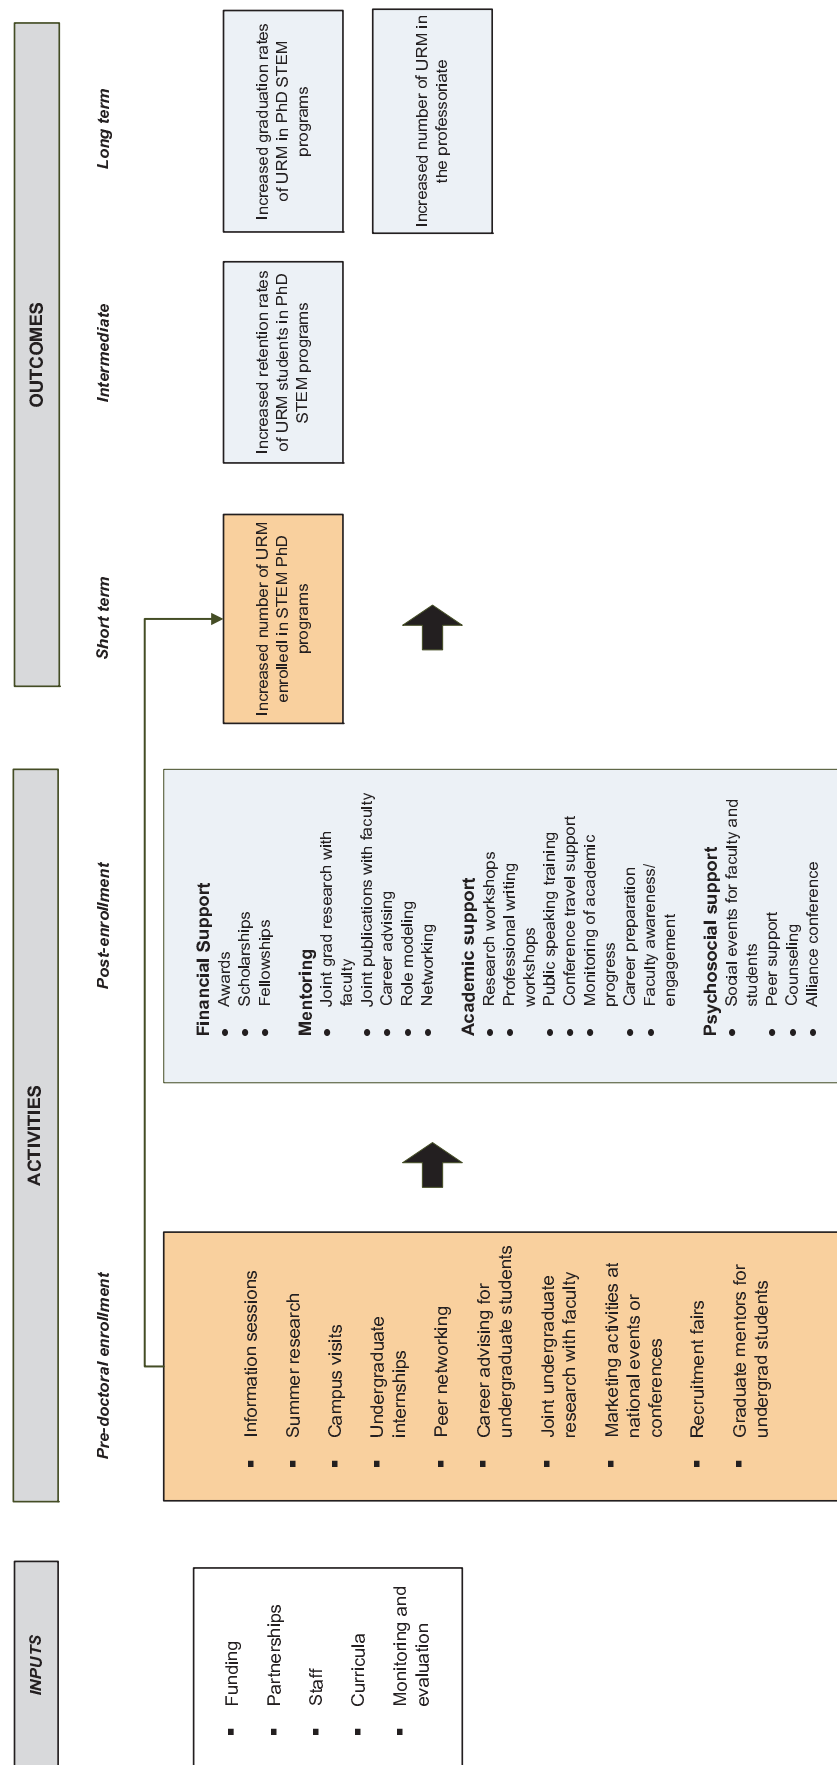 INPUTS
Funding
Partnerships
Staff
Curricula
Monitoring and
evaluation
ACTIVITIES
Pre-doctoral enrollment
Information sessions
Summer research
Campus visits
Undergraduate
internships
Peer networking
Career advising for
undergraduate students
Joint undergraduate
research with faculty
Marketing activities at
national events or
conferences
Recruitment fairs
Graduate mentors for
undergrad students
Post-enrollment
Financial Support
Awards
Scholarships
Fellowships
Mentoring
Joint grad research with
faculty
Joint publications with faculty
Career advising
Role modeling
Networking
Academic support
Research workshops
Professional writing
workshops
Public speaking training
Conference travel support
Monitoring of academic
progress
Career preparation
Faculty awareness/
engagement
Psychosocial support
Social events for faculty and
students
Peer support
Counseling
Alliance conference
OUTCOMES
Short term
Increased number of URM
enrolledl in STEM PhD
programs
Intermediate
Increased retention rates
of URM students in PhD
STEM programs
Long term
Increased graduation rates
of URM in PhD STEM
programs
Increased number of URM in
the professoriate